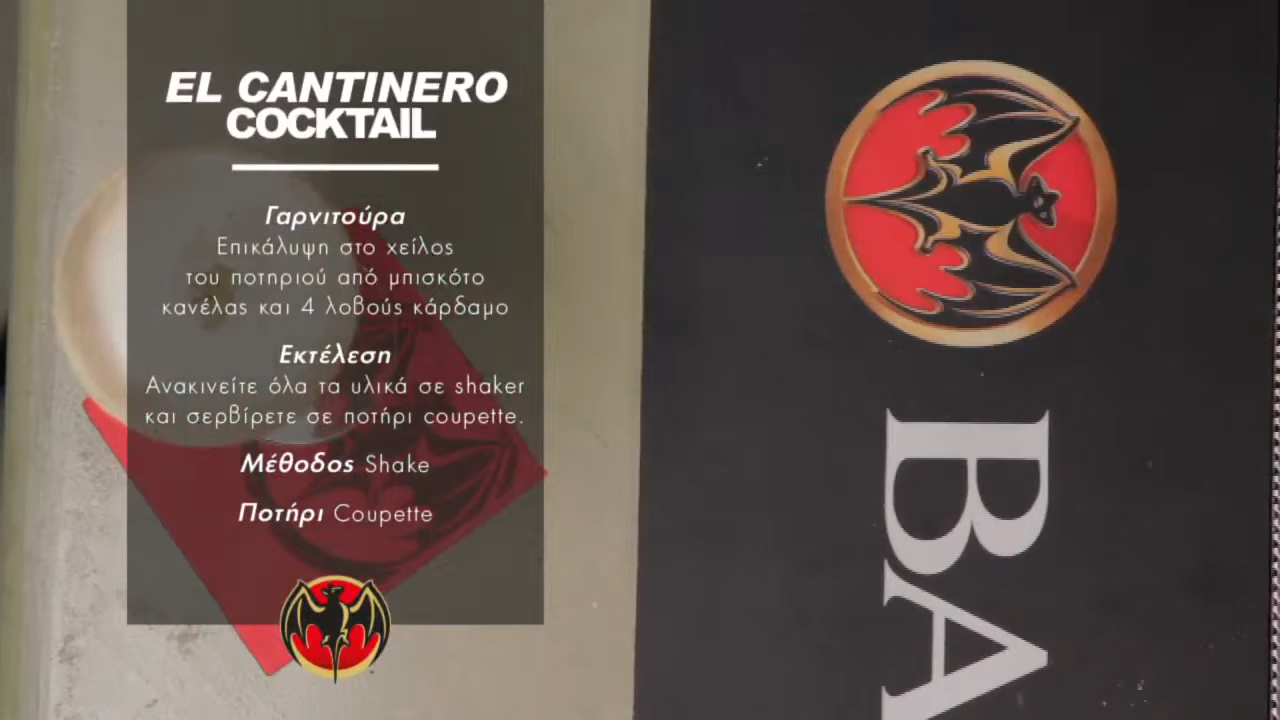 EL CANTINERO
COCKTAIL
Γαρνιτούρα
Επικάλυψη στο χείλος
του ποτηριού από μπισκότο
κανέλας και 4 λοβούς κάρδαμο
Εκτέλεση
Ανακινείτε όλα τα υλικά σε shaker
και σερβίρετε σε ποτήρι coupette.
Μέθοδος Shake
Ποτήρι Coupette
BA